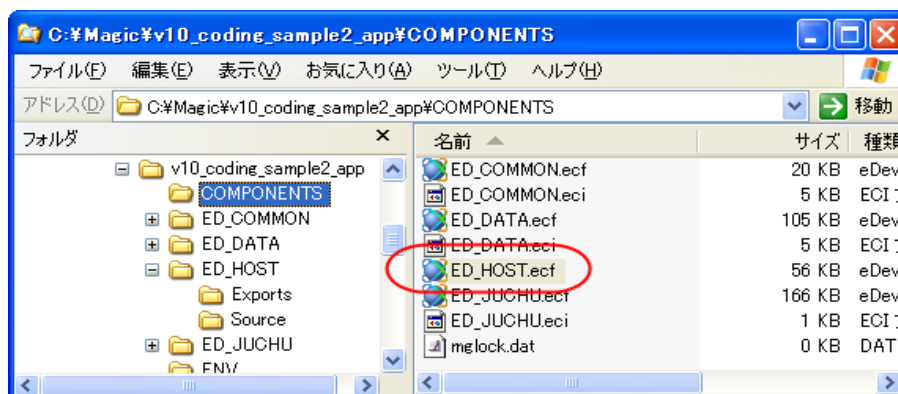 C:¥Magic¥v10_coding_sample2_app¥COMPONENTS
ファイル(F) 編集(E) 表示(V) お気に入り(A) ツール(T) ヘルプ(H)
アドレス(D) C:¥Magic¥v10_coding_sample2_app¥COMPONENTS 移動
フォルダ
v10_coding_sample2_app
COMPONENTS
ED_COMMON
ED_DATA
ED_HOST
Exports
Source
ED_JUCHU
ENV
名前 サイズ 種類
ED_COMMON.ecf 20 KB eDev
ED_COMMON.eci 5 KB ECI
ED_DATA.ecf 105 KB eDev
ED_DATA.eci 5 KB ECI
ED_HOST.ecf 56 KB eDev
ED_JUCHU.ecf 166 KB eDev
ED_JUCHU.eci 1 KB ECI
mglock.dat 0 KB DAT